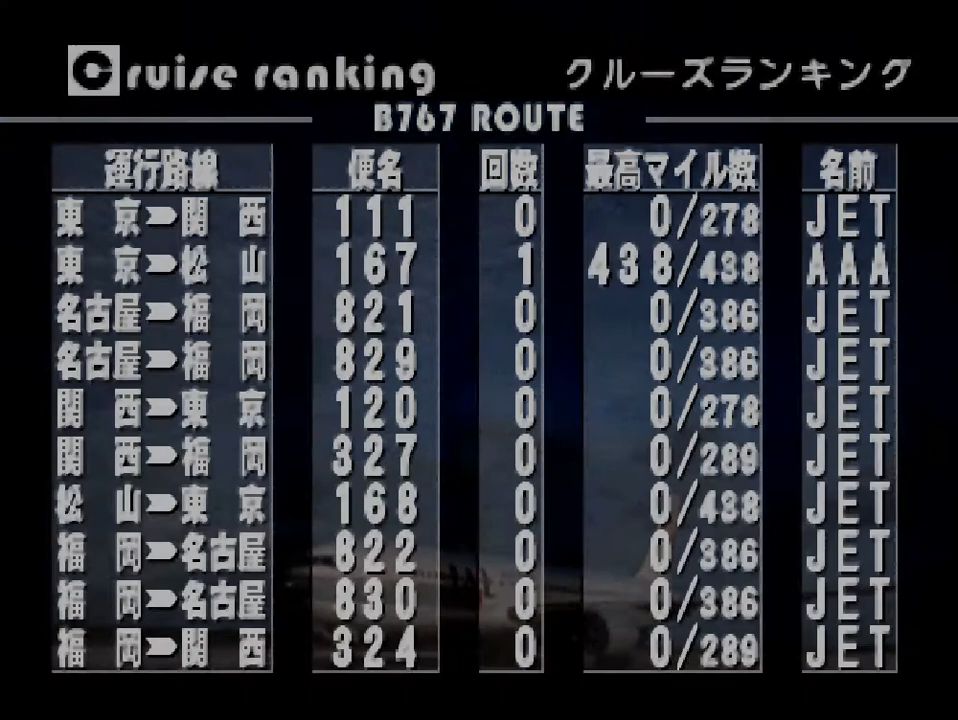 Cruise ranking クルーズランキング
B767 ROUTE
運行路線 便名 回数 最高マイル数 名前
東京➡関西 111 0 0/278 JET
東京➡松山 167 1 438/438 AAA
名古屋➡福岡 821 0 0/386 JET
名古屋➡福岡 829 0 0/386 JET
関西➡東京 120 0 0/278 JET
関西➡福岡 327 0 0/289 JET
松山➡東京 168 0 0/438 JET
福岡➡名古屋 822 0 0/386 JET
福岡➡名古屋 830 0 0/386 JET
福岡➡関西 324 0 0/289 JET